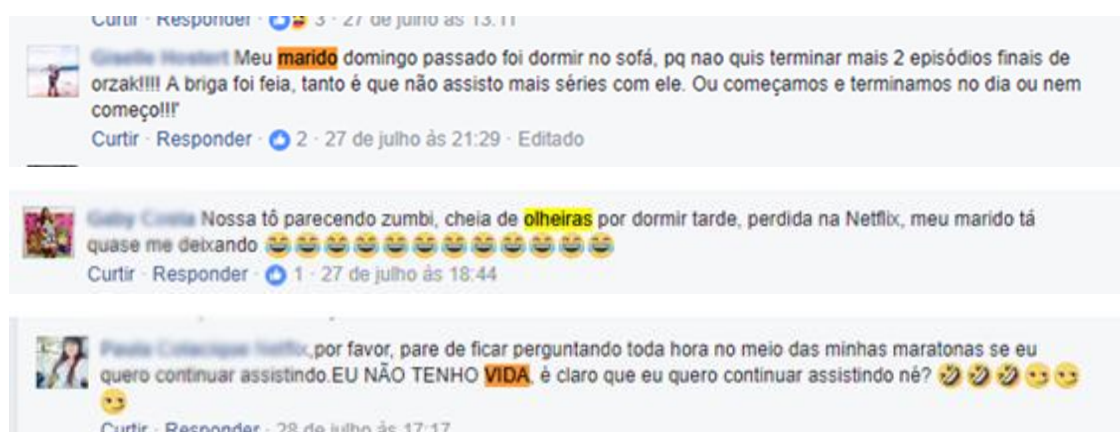 Curtir · Responder · 3 · 27 de julho às 13:11
Meu marido domingo passado foi dormir no sofá, pq nao quis terminar mais 2 episódios finais de
orzak!!!! A briga foi feia, tanto é que não assisto mais séries com ele. Ou começamos e terminamos no dia ou nem
começo!!!'
Curtir · Responder · 2 · 27 de julho às 21:29 · Editado
Nossa tô parecendo zumbi, cheia de olheiras por dormir tarde, perdida na Netflix, meu marido tá
quase me deixando 😂😂😂😂😂😂😂😂😂😂😂😂
Curtir · Responder · 1 · 27 de julho às 18:44
,por favor, pare de ficar perguntando toda hora no meio das minhas maratonas se eu
quero continuar assistindo.EU NÃO TENHO VIDA, é claro que eu quero continuar assistindo né? 🤣🤣🤣😏😏
😏
Curtir · Responder · 28 de julho às 17:17